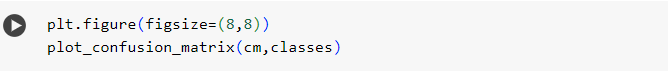 plt.figure(figsize=(8,8))
plot_confusion_matrix(cm,classes)